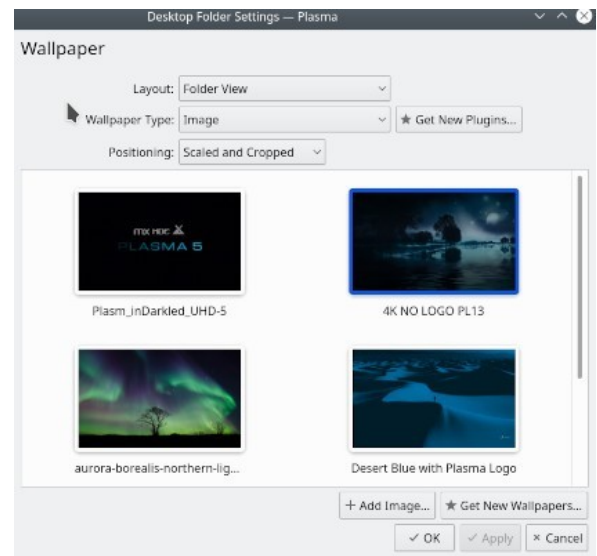 Desktop Folder Settings — Plasma
Wallpaper
Layout: Folder View
Wallpaper Type: Image ★ Get New Plugins...
Positioning: Scaled and Cropped
MX KDE
PLASMA 5
Plasm_inDarkled_UHD-5
4K NO LOGO PL13
aurora-borealis-northern-lig...
Desert Blue with Plasma Logo
+ Add Image... ★ Get New Wallpapers...
✓ OK ✓ Apply × Cancel